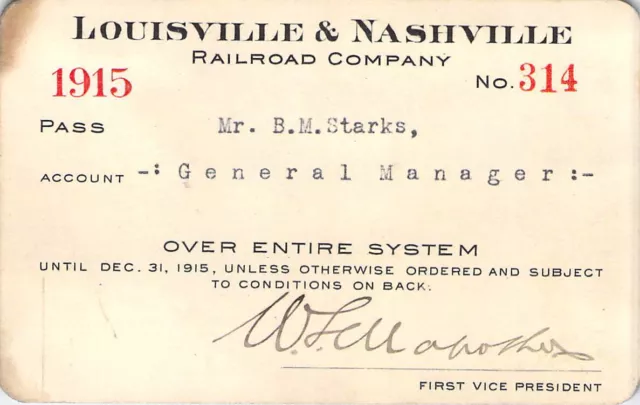 LOUISVILLE & NASHVILLE
RAILROAD COMPANY
1915 No. 314
PASS Mr. B.M.Starks,
ACCOUNT -: General Manager:-
OVER ENTIRE SYSTEM
UNTIL DEC. 31, 1915, UNLESS OTHERWISE ORDERED AND SUBJECT
TO CONDITIONS ON BACK.
W. L. Mapother
FIRST VICE PRESIDENT